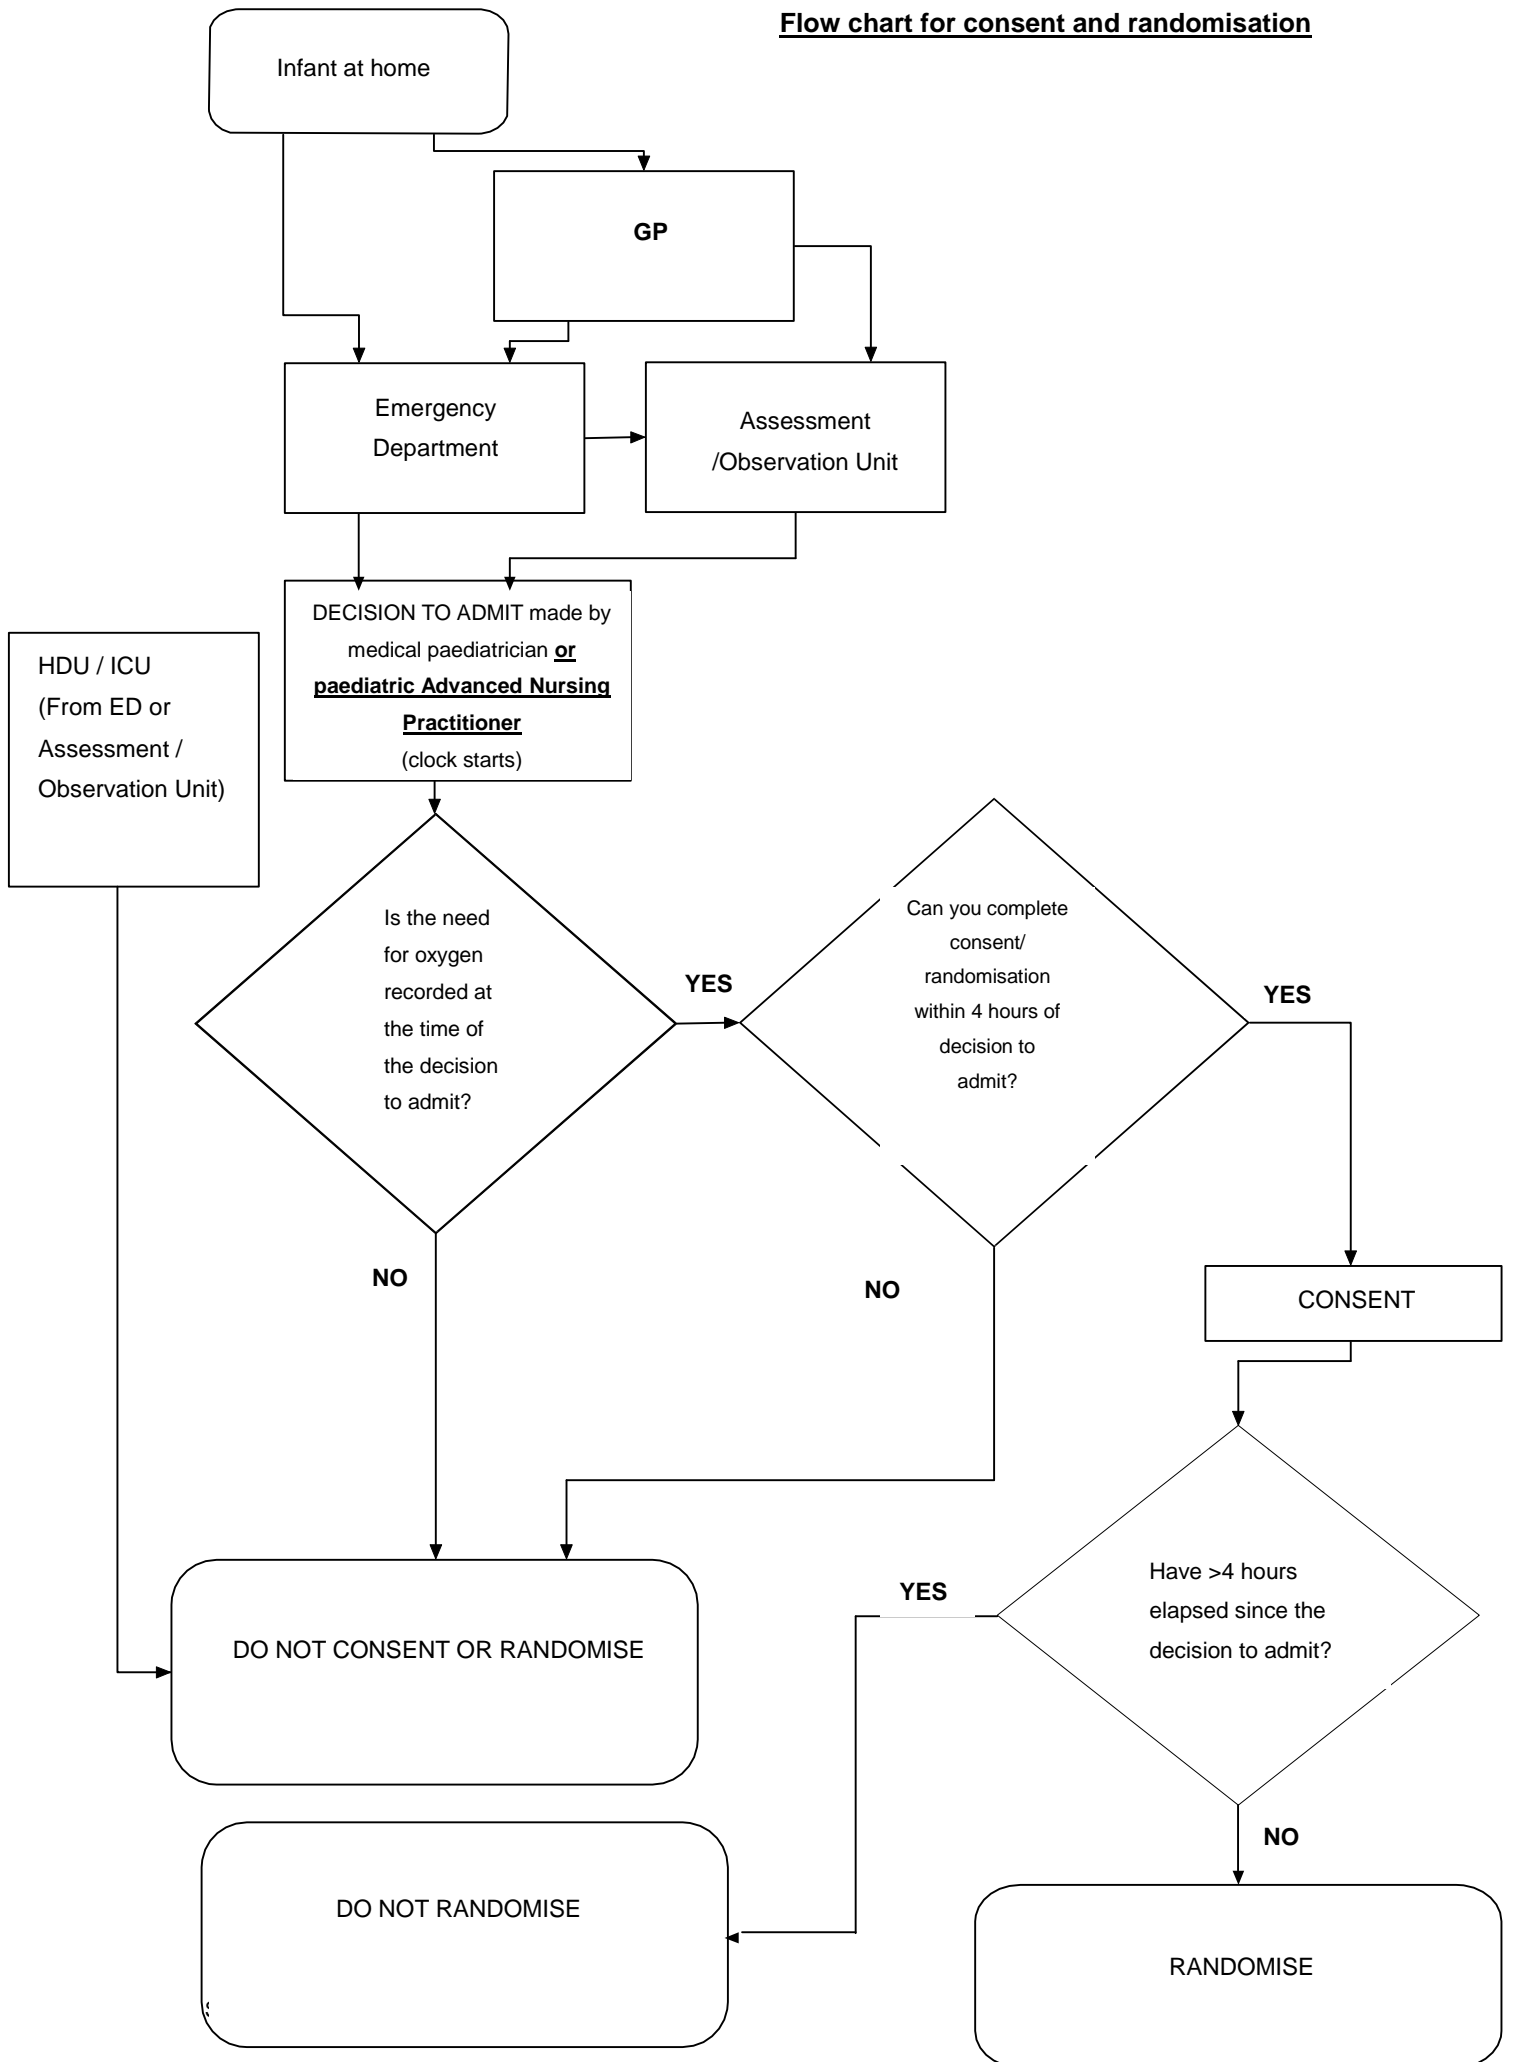 Flow chart for consent and randomisation
Infant at home
GP
Emergency
Department
Assessment
/Observation Unit
DECISION TO ADMIT made by
medical paediatrician or
paediatric Advanced Nursing
Practitioner
(clock starts)
HDU / ICU
(From ED or
Assessment /
Observation Unit)
Is the need
for oxygen
recorded at
the time of
the decision
to admit?
YES
Can you complete
consent/
randomisation
within 4 hours of
decision to
admit?
YES
NO
NO
CONSENT
Have >4 hours
elapsed since the
decision to admit?
YES
DO NOT CONSENT OR RANDOMISE
NO
DO NOT RANDOMISE
RANDOMISE